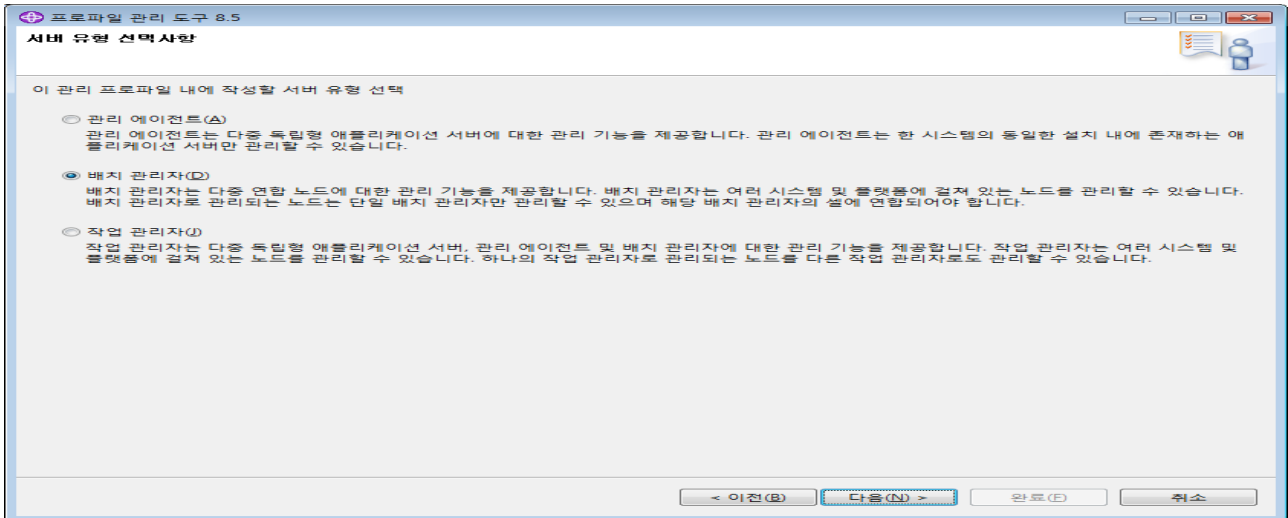 프로파일 관리 도구 8.5
서버 유형 선택사항
이 관리 프로파일 내에 작성할 서버 유형 선택
관리 에이전트(A)
관리 에이전트는 다중 독립형 애플리케이션 서버에 대한 관리 기능을 제공합니다. 관리 에이전트는 한 시스템의 동일한 설치 내에 존재하는 애
플리케이션 서버만 관리할 수 있습니다.
배치 관리자(D)
배치 관리자는 다중 연합 노드에 대한 관리 기능을 제공합니다. 배치 관리자는 여러 시스템 및 플랫폼에 걸쳐 있는 노드를 관리할 수 있습니다.
배치 관리자로 관리되는 노드는 단일 배치 관리자만 관리할 수 있으며 해당 배치 관리자의 셀에 연합되어야 합니다.
작업 관리자(J)
작업 관리자는 다중 독립형 애플리케이션 서버, 관리 에이전트 및 배치 관리자에 대한 관리 기능을 제공합니다. 작업 관리자는 여러 시스템 및
플랫폼에 걸쳐 있는 노드를 관리할 수 있습니다. 하나의 작업 관리자로 관리되는 노드를 다른 작업 관리자로도 관리할 수 있습니다.
< 이전(B) 다음(N) > 완료(F) 취소